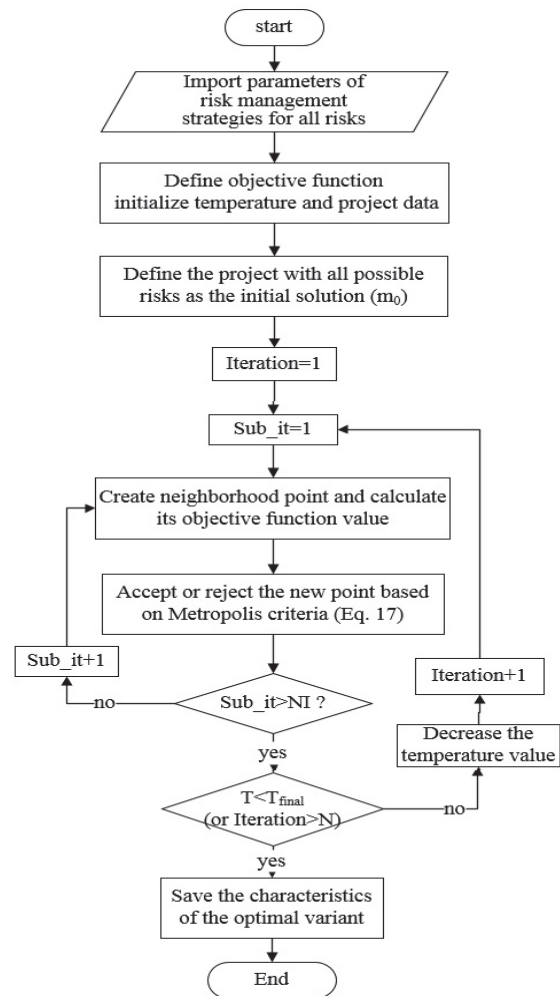 start
Import parameters of
risk management
strategies for all risks
Define objective function
initialize temperature and project data
Define the project with all possible
risks as the initial solution (m₀)
Iteration=1
Sub_it=1
Create neighborhood point and calculate
its objective function value
Accept or reject the new point based
on Metropolis criteria (Eq. 17)
Sub_it+1
Iteration+1
no
Sub_it>NI ?
Decrease the
temperature value
yes
T<T_final
(or Iteration>N)
no
yes
Save the characteristics
of the optimal variant
End